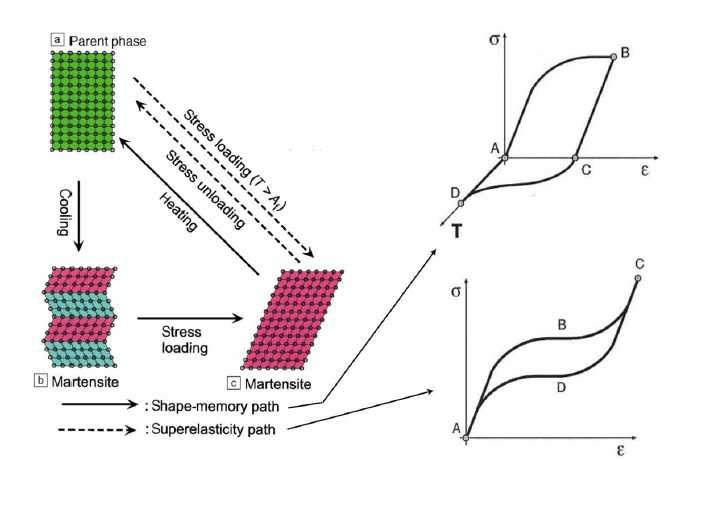 a Parent phase
Stress loading (T > Af)
Stress unloading
Heating
Cooling
Stress
loading
b Martensite
c Martensite
: Shape-memory path
: Superelasticity path
σ
B
A
C
ε
D
T
C
σ
B
D
A
ε